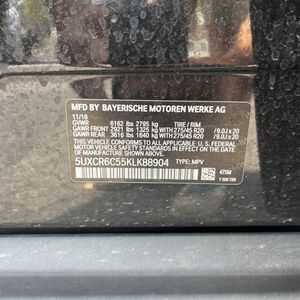 MFD BY BAYERISCHE MOTOREN WERKE AG
11/18
GVWR 6162 lbs 2795 kg TIRE / RIM
GAWR FRONT 2921 lbs 1325 kg WITH 275/45 R20 / 9.0J x 20
GAWR REAR 3616 lbs 1640 kg WITH 275/45 R20 / 9.0J x 20
THIS VEHICLE CONFORMS TO ALL APPLICABLE U. S. FEDERAL
MOTOR VEHICLE SAFETY STANDARDS IN EFFECT ON THE
DATE OF MANUFACTURE SHOWN ABOVE.
5UXCR6C55KLK88904 TYPE: MPV
475M